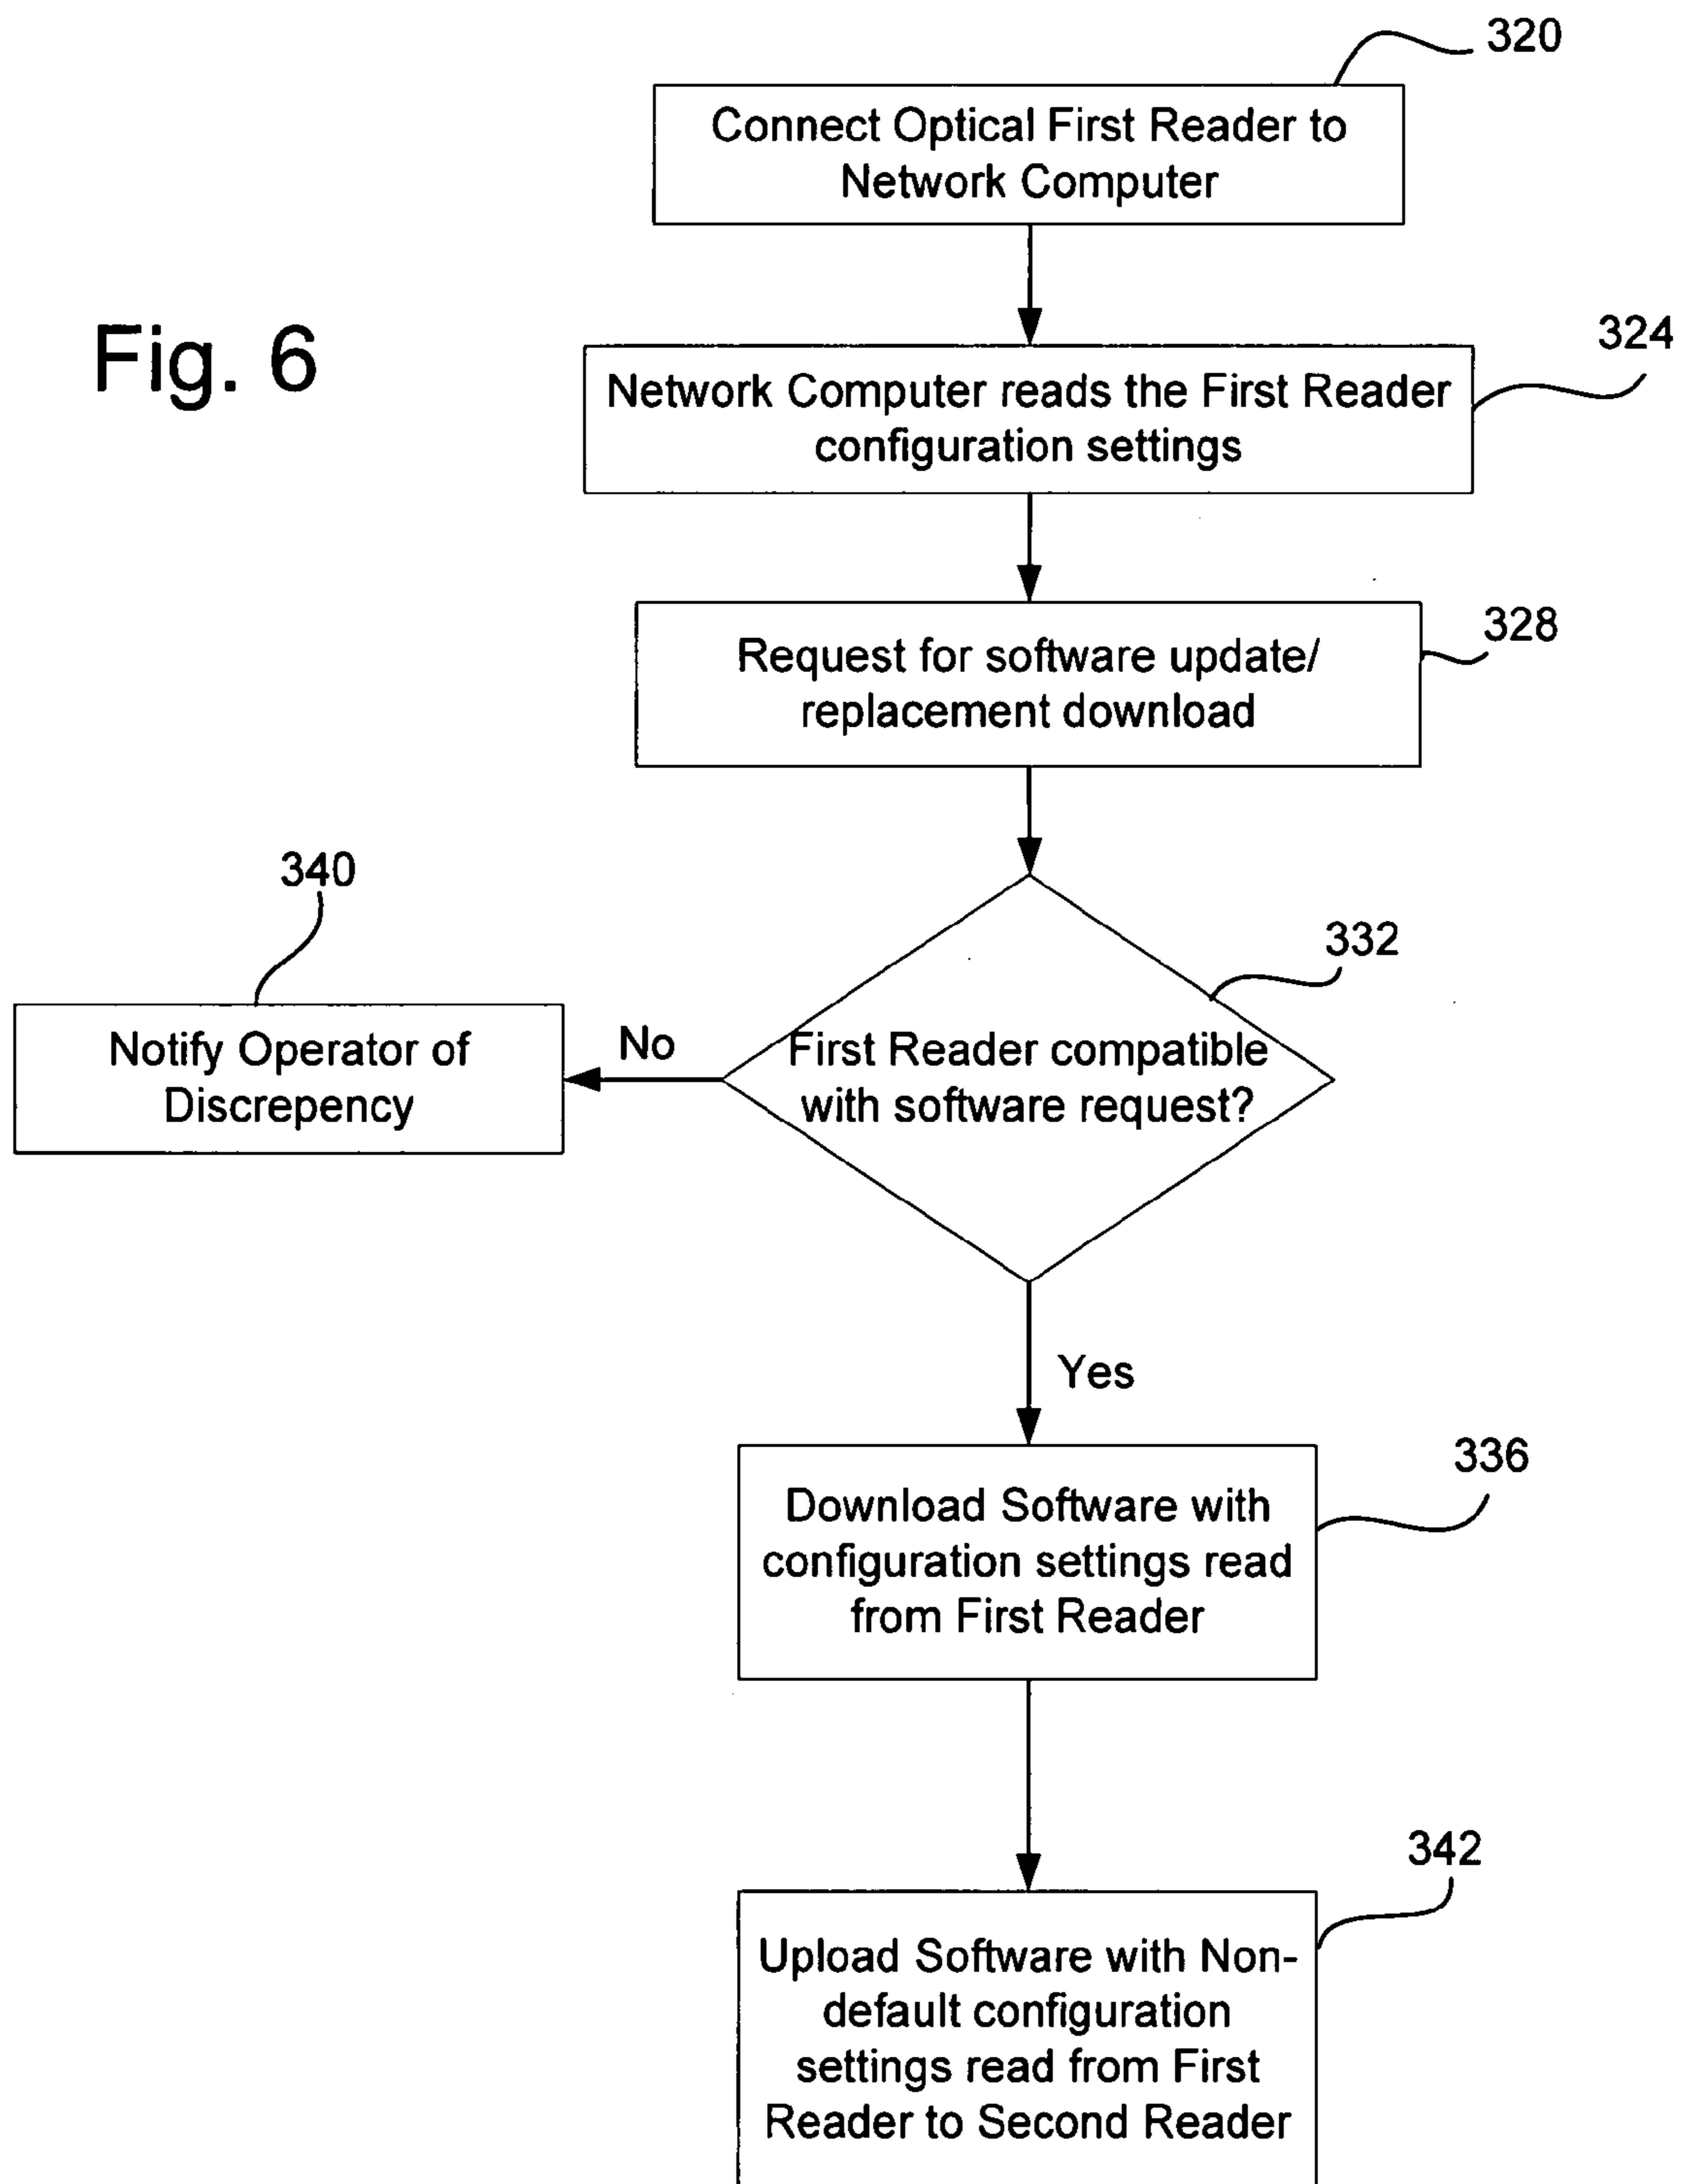 320
Connect Optical First Reader to
Network Computer
Fig. 6
324
Network Computer reads the First Reader
configuration settings
328
Request for software update/
replacement download
340
332
Notify Operator of
Discrepency
No
First Reader compatible
with software request?
Yes
336
Download Software with
configuration settings read
from First Reader
342
Upload Software with Non-
default configuration
settings read from First
Reader to Second Reader